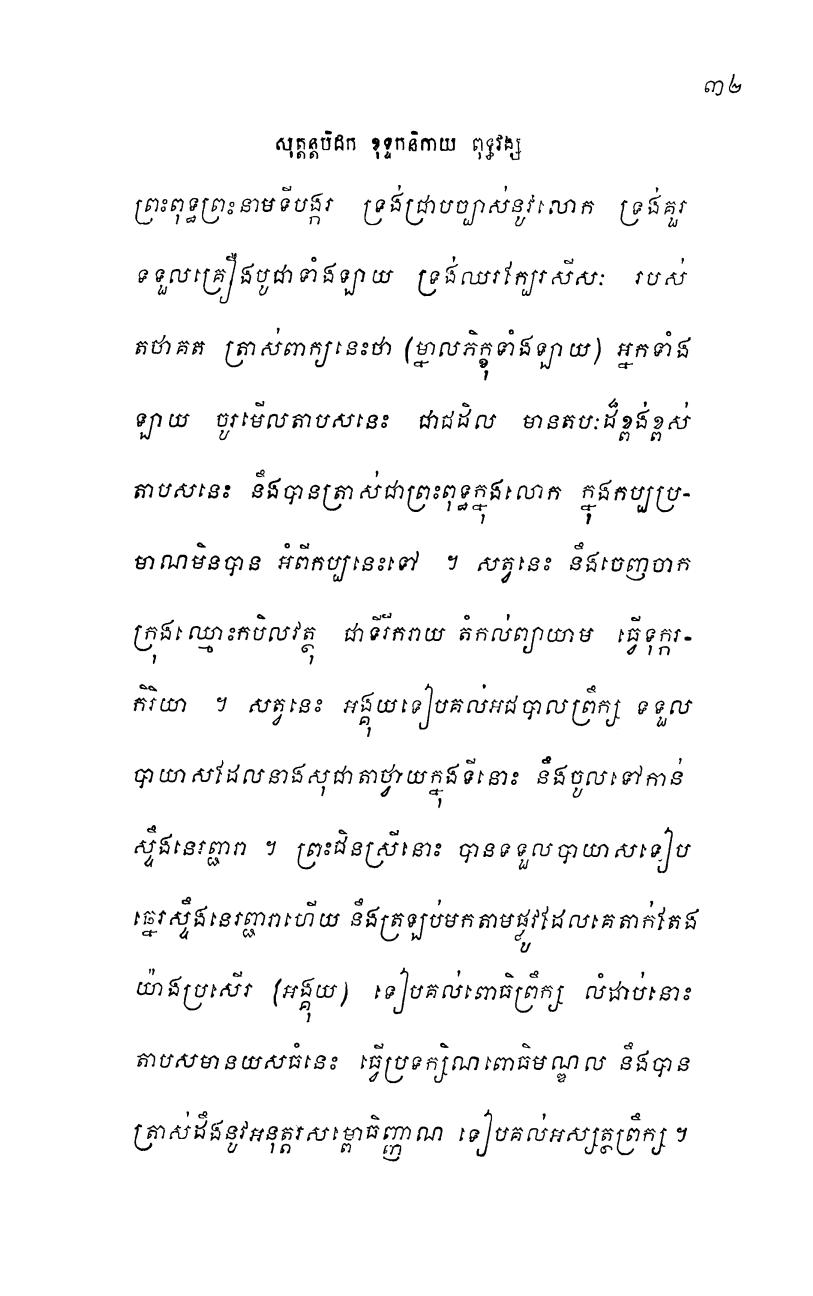 ៣២
សុត្តន្តបិដក ខុទ្ទកនិកាយ ពុទ្ធវង្ស
ព្រះពុទ្ធព្រះនាមទីបង្ករ ទ្រង់ជ្រាបច្បាស់នូវលោក ទ្រង់គួរ
ទទួលគ្រឿងបូជាទាំងឡាយ ទ្រង់ឈរក្បែរសីសៈ របស់
តថាគត ត្រាស់ពាក្យនេះថា (ម្នាលភិក្ខុទាំងឡាយ) អ្នកទាំង
ឡាយ ចូរមើលតាបសនេះ ជាជដិល មានតបៈដ៏ខ្ពង់ខ្ពស់
តាបសនេះ នឹងបានត្រាស់ជាព្រះពុទ្ធក្នុងលោក ក្នុងកប្បប្រ-
មាណមិនបាន អំពីកប្បនេះទៅ ។ សត្វនេះ នឹងចេញចាក
ក្រុងឈ្មោះកបិលវត្ថុ ជាទីរីករាយ តំកល់ព្យាយាម ធ្វើទុក្ករ-
កិរិយា ។ សត្វនេះ អង្គុយទៀបគល់អជបាលព្រឹក្ស ទទួល
បាយាសដែលនាងសុជាតាថ្វាយក្នុងទីនោះ នឹងចូលទៅកាន់
ស្ទឹងនេរញ្ជរា ។ ព្រះជិនស្រីនោះ បានទទួលបាយាសទៀប
ឆ្នេរស្ទឹងនេរញ្ជរាហើយ នឹងត្រឡប់មកតាមផ្លូវដែលគេតាក់តែង
យ៉ាងប្រសើរ (អង្គុយ) ទៀបគល់ពោធិព្រឹក្ស លំដាប់នោះ
តាបសមានយសធំនេះ ធ្វើប្រទក្សិណពោធិមណ្ឌល នឹងបាន
ត្រាស់ដឹងនូវអនុត្តរសម្ពោធិញ្ញាណ ទៀបគល់អស្សត្ថព្រឹក្ស ។